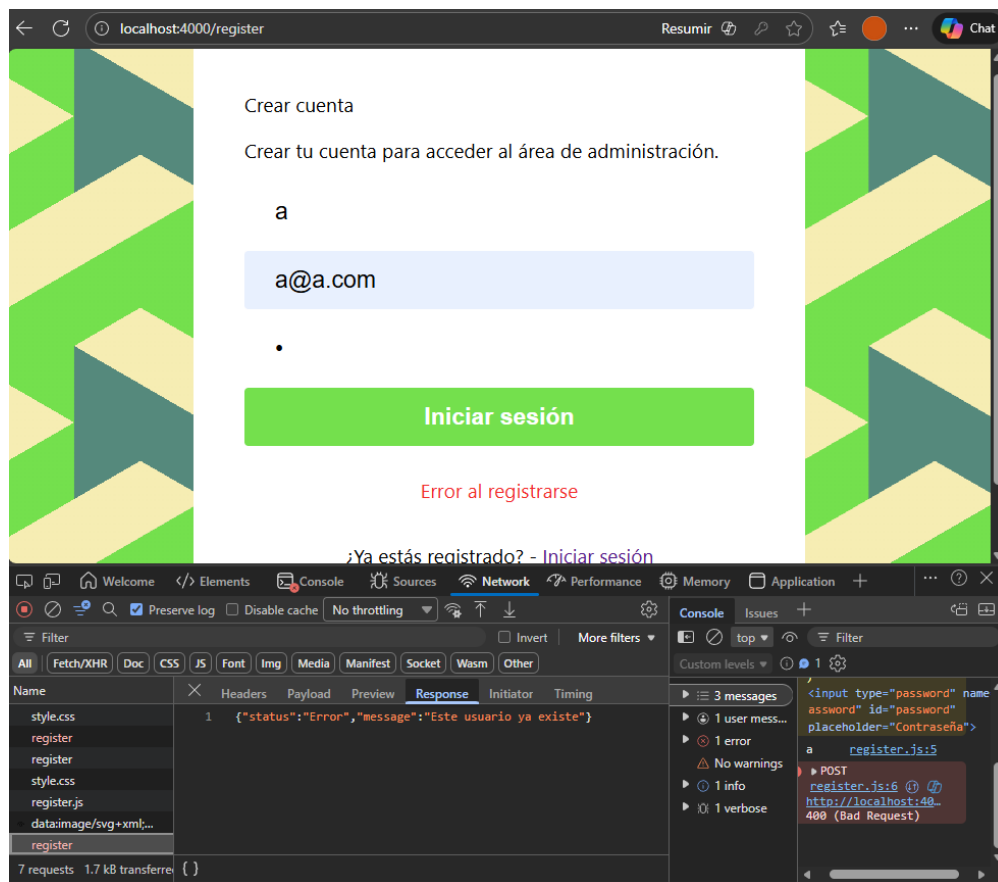 localhost:4000/register
Resumir
Chat
Crear cuenta
Crear tu cuenta para acceder al área de administración.
a
a@a.com
•
Iniciar sesión
Error al registrarse
¿Ya estás registrado? - Iniciar sesión
Welcome
</> Elements
Console
Sources
Network
Performance
Memory
Application
Preserve log
Disable cache
No throttling
Filter
Invert
More filters
All
Fetch/XHR
Doc
CSS
JS
Font
Img
Media
Manifest
Socket
Wasm
Other
Name
Headers
Payload
Preview
Response
Initiator
Timing
style.css
register
register
style.css
register.js
data:image/svg+xml;...
register
1 {"status":"Error","message":"Este usuario ya existe"}
7 requests 1.7 kB transferre
{ }
Console
Issues
top
Filter
Custom levels
1
3 messages
1 user mess...
1 error
No warnings
1 info
1 verbose
<input type="password" name
assword" id="password"
placeholder="Contraseña">
a register.js:5
POST
register.js:6
http://localhost:40…
400 (Bad Request)